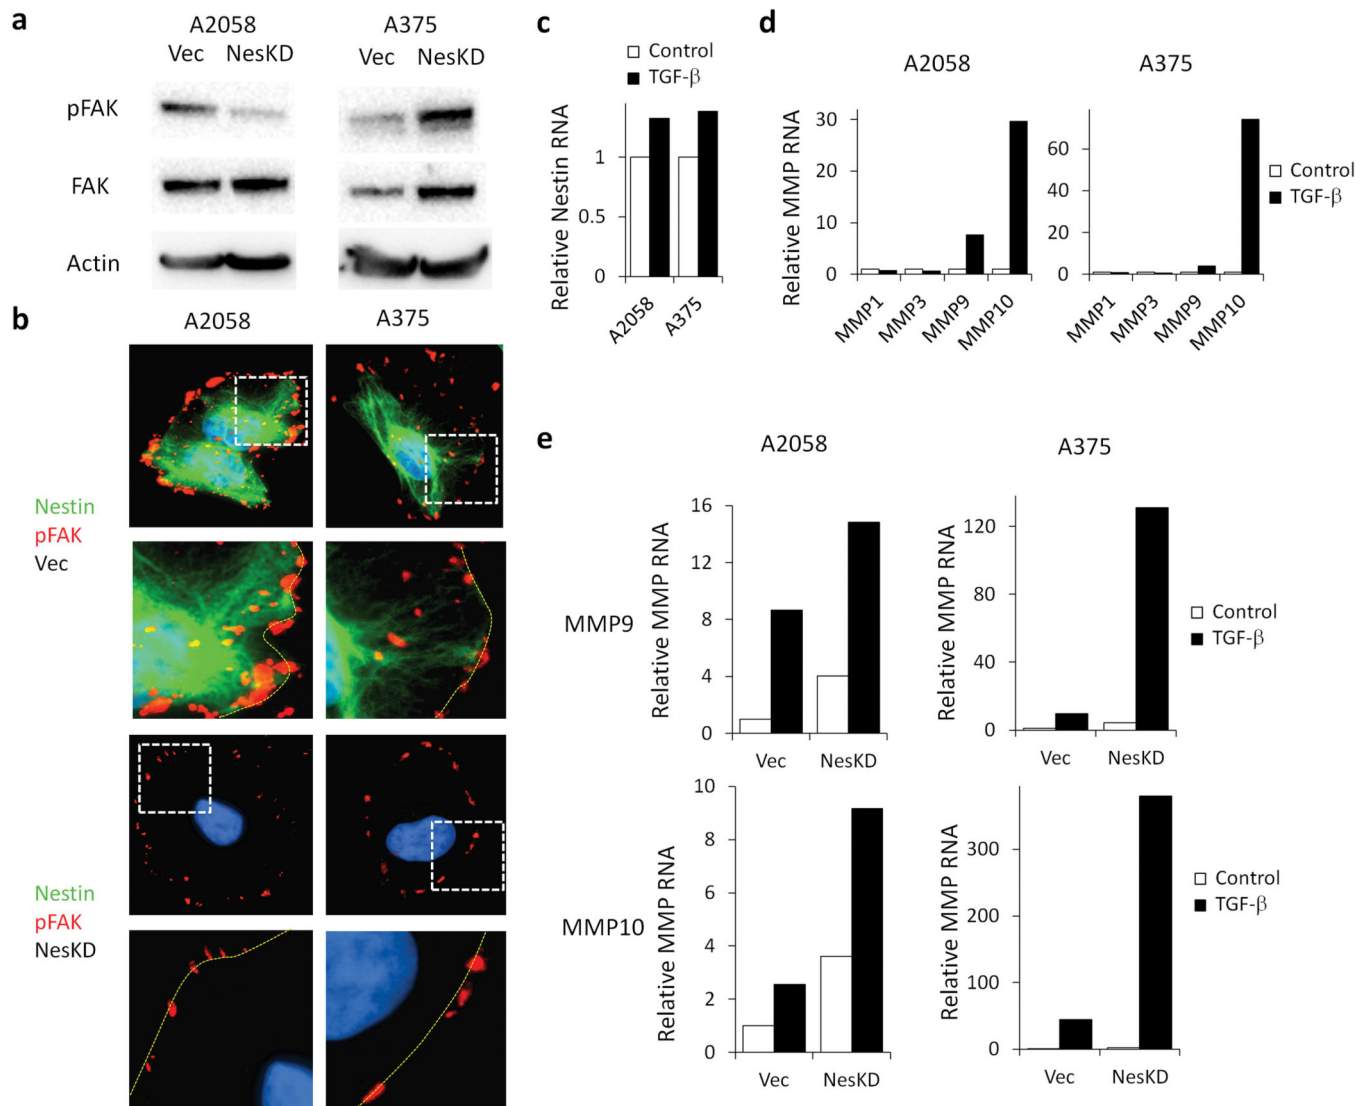 a
A2058
A375
Vec NesKD
Vec NesKD
pFAK
FAK
Actin
b
A2058
A375
Nestin
pFAK
Vec
Nestin
pFAK
NesKD
c
Control
TGF-β
Relative Nestin RNA
1
0.5
0
A2058
A375
d
A2058
A375
Relative MMP RNA
30
20
10
0
MMP1
MMP3
MMP9
MMP10
60
40
20
0
MMP1
MMP3
MMP9
MMP10
Control
TGF-β
e
A2058
A375
MMP9
Relative MMP RNA
16
12
8
4
0
Vec
NesKD
Relative MMP RNA
120
80
40
0
Vec
NesKD
Control
TGF-β
MMP10
Relative MMP RNA
10
8
6
4
2
0
Vec
NesKD
Relative MMP RNA
300
200
100
0
Vec
NesKD
Control
TGF-β